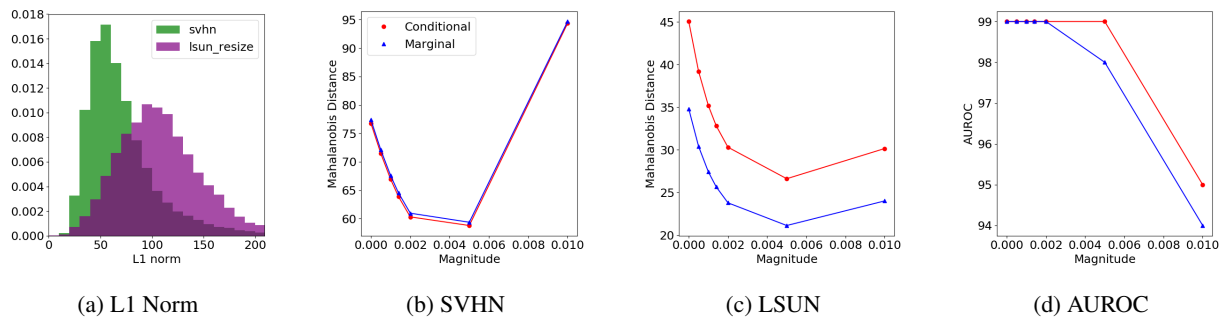 0.018
0.016
0.014
0.012
0.010
0.008
0.006
0.004
0.002
0.000
0 50 100 150 200
L1 norm
svhn
lsun_resize
(a) L1 Norm
Mahalanobis Distance
95
90
85
80
75
70
65
60
0.000 0.002 0.004 0.006 0.008 0.010
Magnitude
Conditional
Marginal
(b) SVHN
Mahalanobis Distance
45
40
35
30
25
20
0.000 0.002 0.004 0.006 0.008 0.010
Magnitude
(c) LSUN
AUROC
99
98
97
96
95
94
0.000 0.002 0.004 0.006 0.008 0.010
Magnitude
(d) AUROC